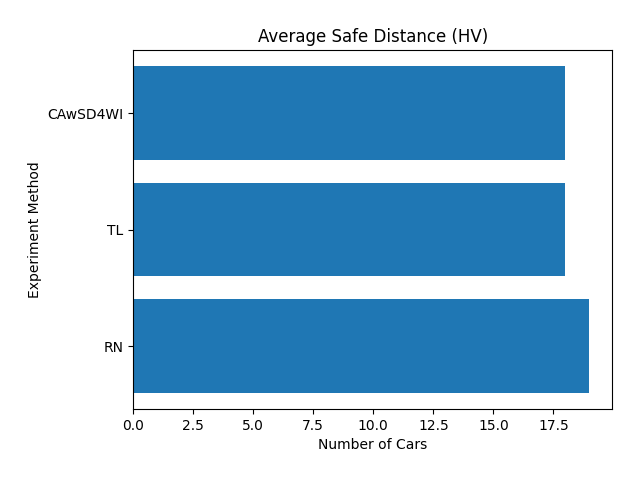 Average Safe Distance (HV)
Experiment Method
CAwSD4WI
TL
RN
0.0 2.5 5.0 7.5 10.0 12.5 15.0 17.5
Number of Cars